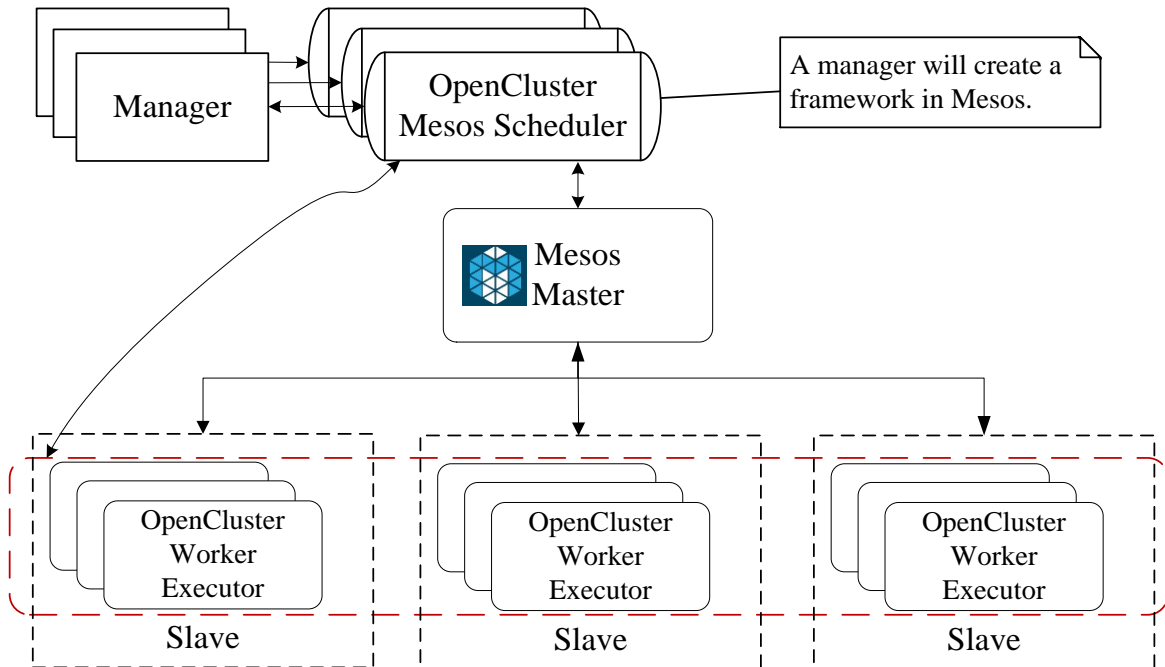 Manager
OpenCluster
Mesos Scheduler
A manager will create a
framework in Mesos.
Mesos
Master
OpenCluster
Worker
Executor
Slave
OpenCluster
Worker
Executor
Slave
OpenCluster
Worker
Executor
Slave